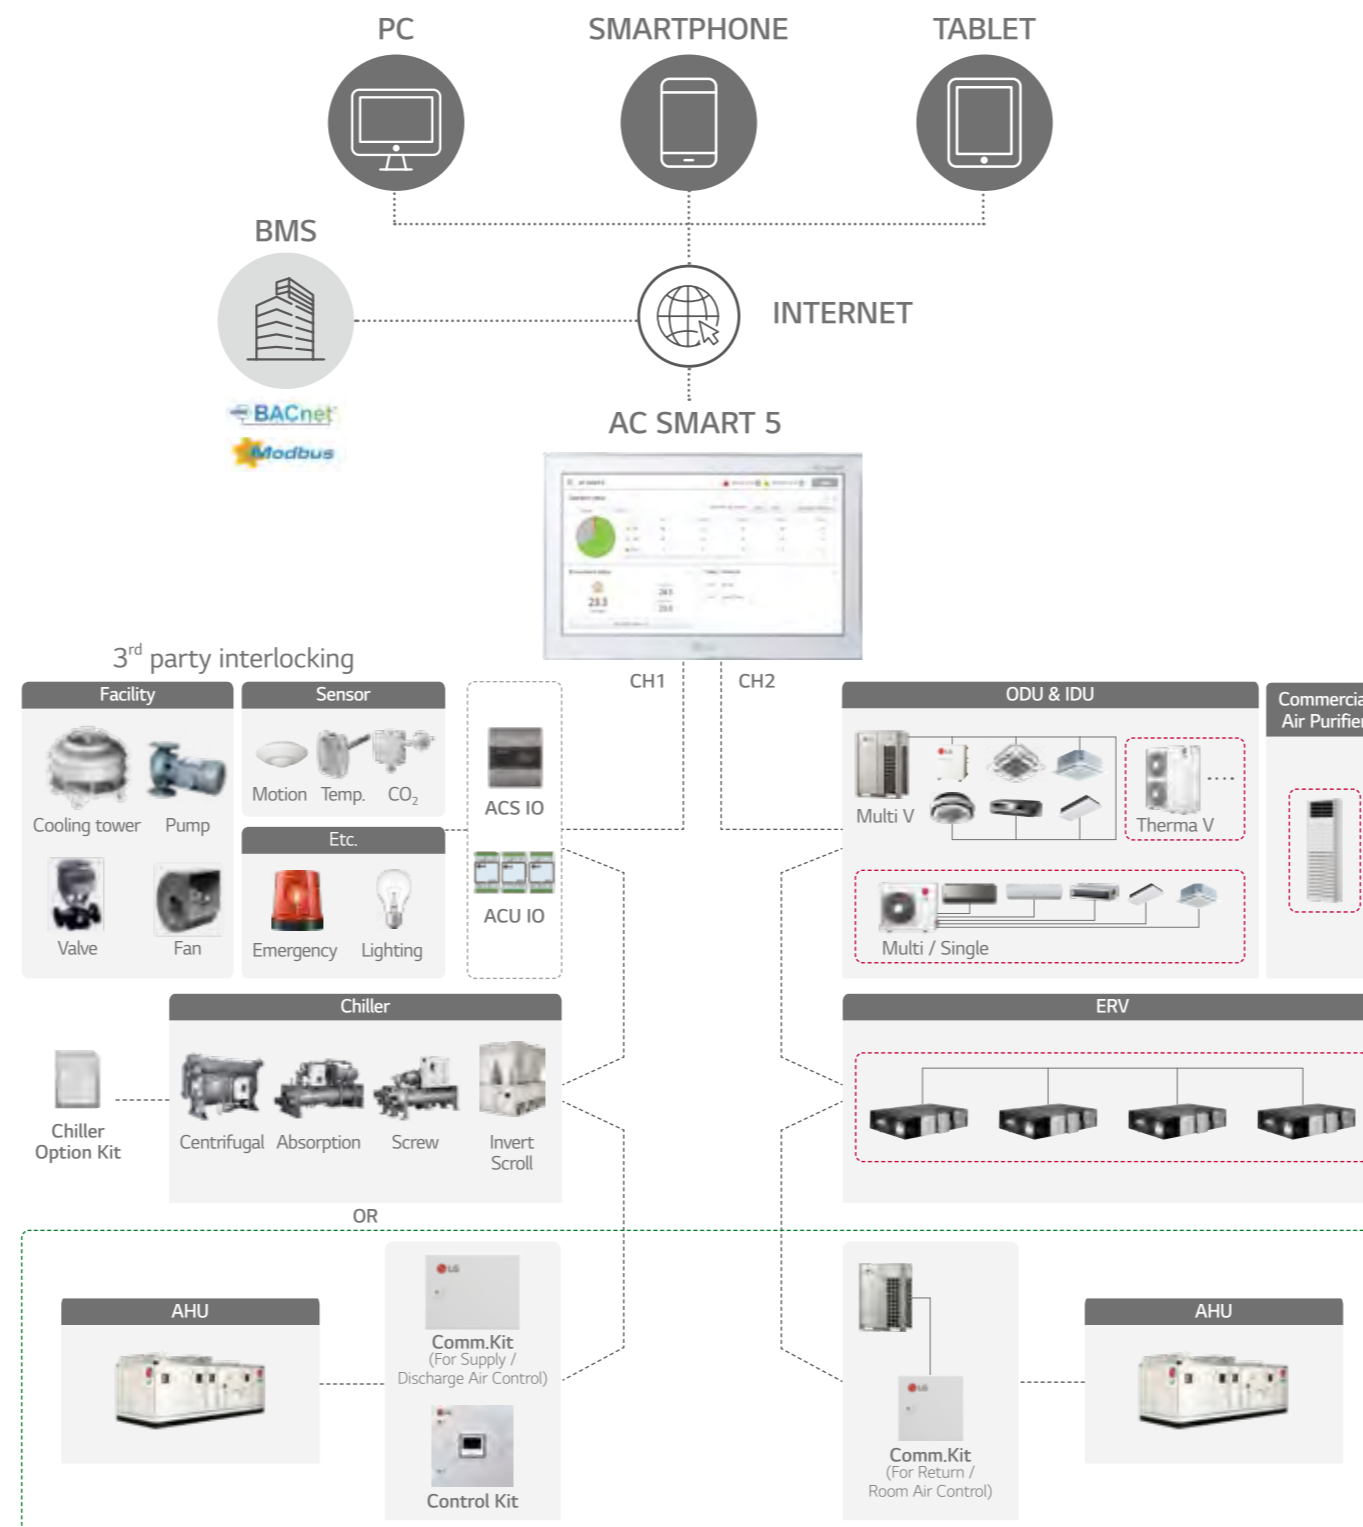 PC
SMARTPHONE
TABLET
BMS
INTERNET
BACnet
Modbus
AC SMART 5
3rd party interlocking
CH1
CH2
Facility
Sensor
ODU & IDU
Commercia
Air Purifier
Motion
Temp.
CO2
ACS IO
Cooling tower
Pump
Multi V
Therma V
Etc.
ACU IO
Valve
Fan
Emergency
Lighting
Multi / Single
Chiller
ERV
Chiller
Option Kit
Centrifugal
Absorption
Screw
Invert
Scroll
OR
LG
AHU
AHU
Comm.Kit
(For Supply /
Discharge Air Control)
LG
LG
Comm.Kit
(For Return /
Room Air Control)
Control Kit